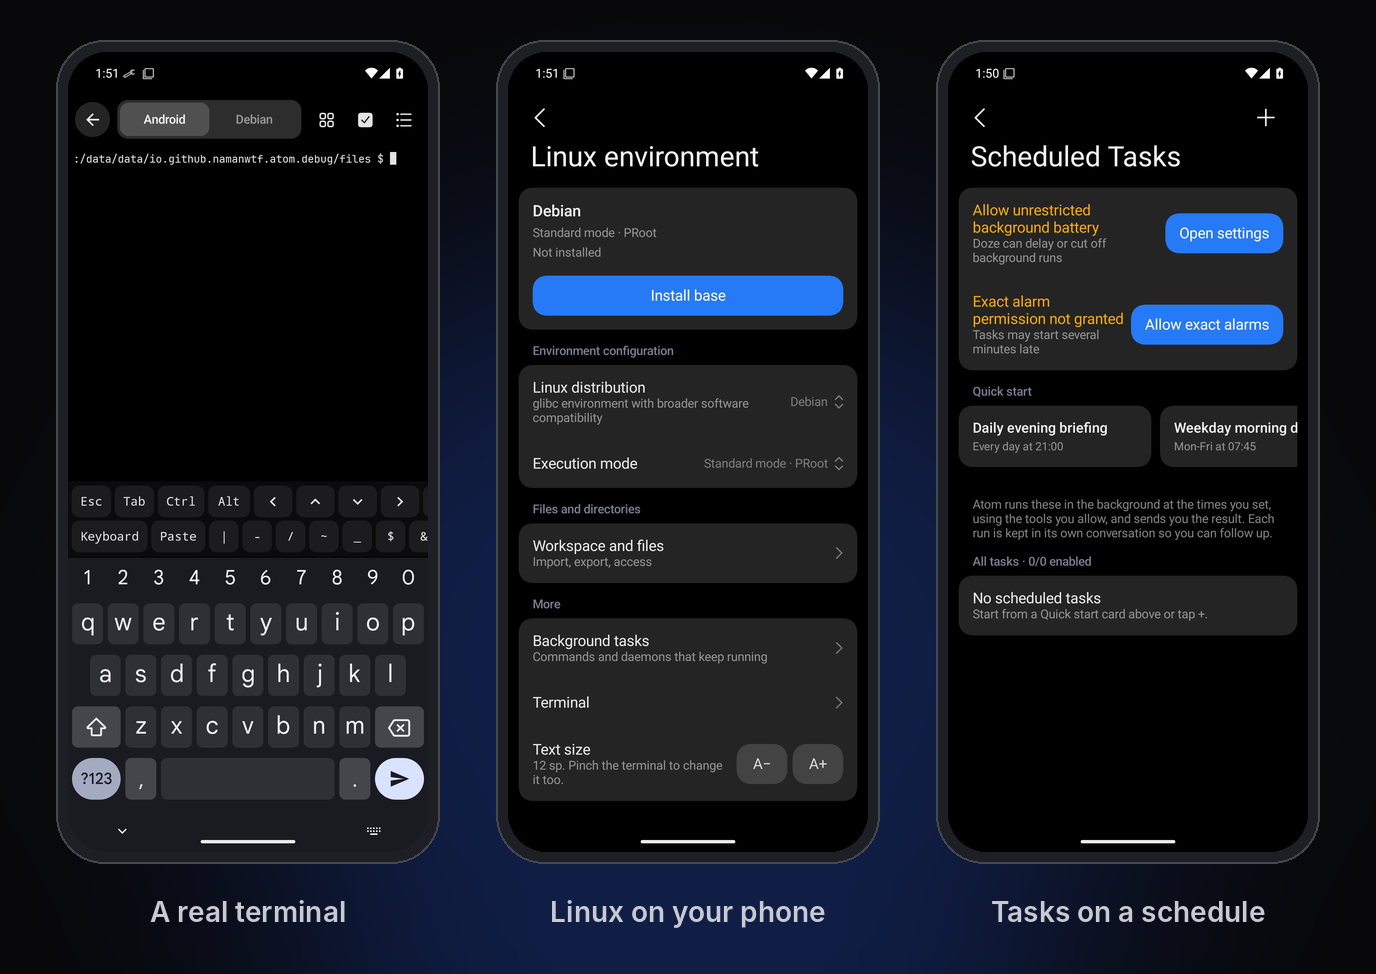 1:51
Android
Debian
:/data/data/io.github.namanwtf.atom.debug/files $
Esc Tab Ctrl Alt
Keyboard Paste | - / ~ _ $ &
1 2 3 4 5 6 7 8 9 0
q w e r t y u i o p
a s d f g h j k l
z x c v b n m
?123 , .
A real terminal
1:51
Linux environment
Debian
Standard mode · PRoot
Not installed
Install base
Environment configuration
Linux distribution
glibc environment with broader software
compatibility
Debian
Execution mode
Standard mode · PRoot
Files and directories
Workspace and files
Import, export, access
More
Background tasks
Commands and daemons that keep running
Terminal
Text size
12 sp. Pinch the terminal to change
it too.
A−
A+
Linux on your phone
1:50
Scheduled Tasks
Allow unrestricted
background battery
Doze can delay or cut off
background runs
Open settings
Exact alarm
permission not granted
Tasks may start several
minutes late
Allow exact alarms
Quick start
Daily evening briefing
Every day at 21:00
Weekday morning d
Mon-Fri at 07:45
Atom runs these in the background at the times you set,
using the tools you allow, and sends you the result. Each
run is kept in its own conversation so you can follow up.
All tasks · 0/0 enabled
No scheduled tasks
Start from a Quick start card above or tap +.
Tasks on a schedule